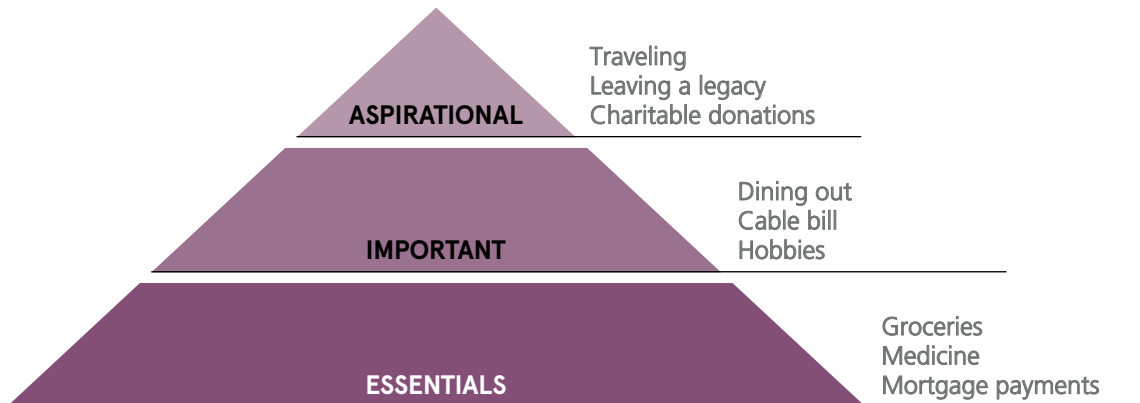 Traveling
Leaving a legacy
ASPIRATIONAL
Charitable donations
Dining out
Cable bill
IMPORTANT
Hobbies
Groceries
Medicine
ESSENTIALS
Mortgage payments